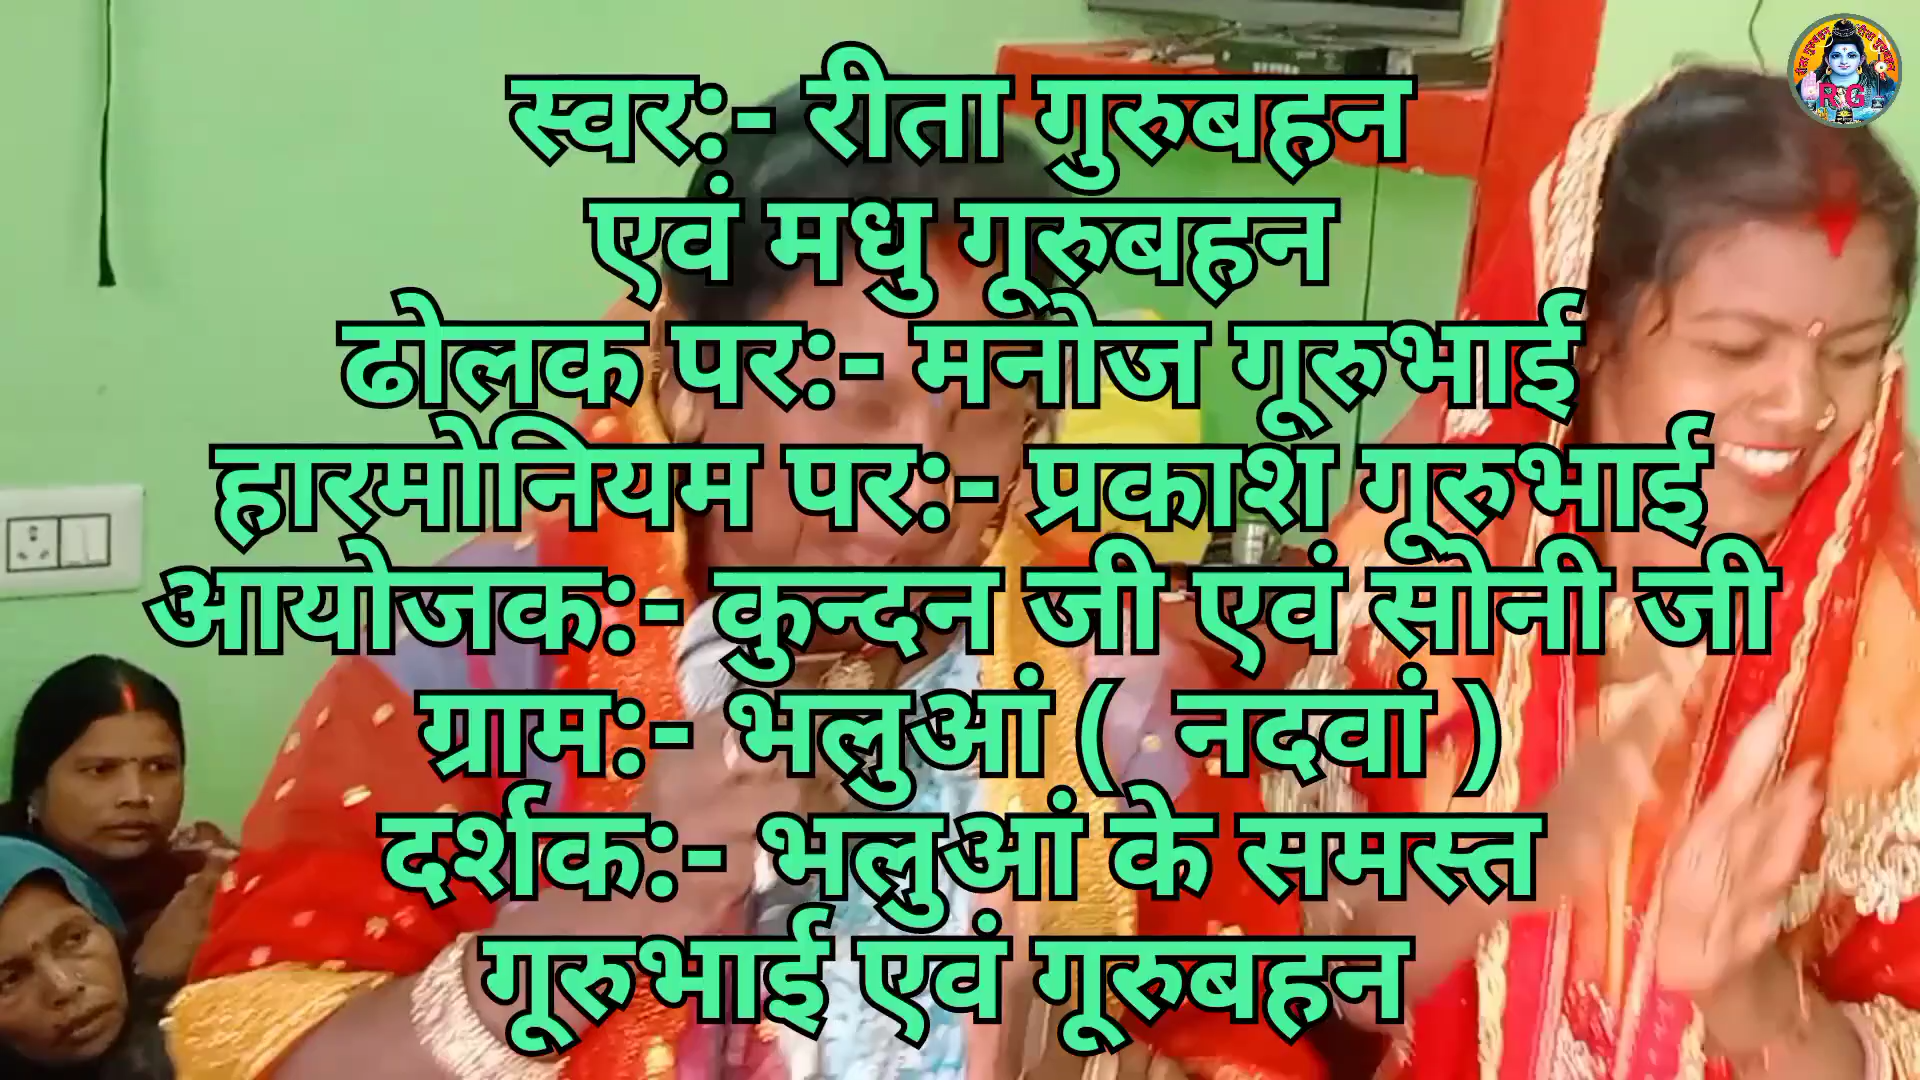 स्वर:- रीता गुरुबहन
एवं मधु गूरुबहन
ढोलक पर:- मनोज गूरुभाई
हारमोनियम पर:- प्रकाश गूरुभाई
आयोजक:- कुन्दन जी एवं सोनी जी
ग्राम:- भलुआं ( नदवां )
दर्शक:- भलुआं के समस्त
गूरुभाई एवं गूरुबहन
RG